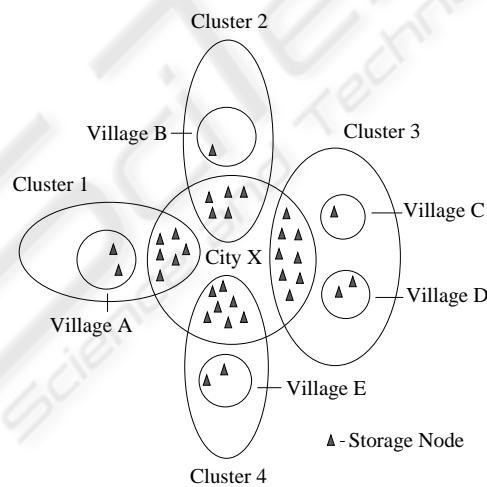 Cluster 2
Village B
Cluster 3
Cluster 1
Village C
City X
Village D
Village A
Village E
- Storage Node
Cluster 4